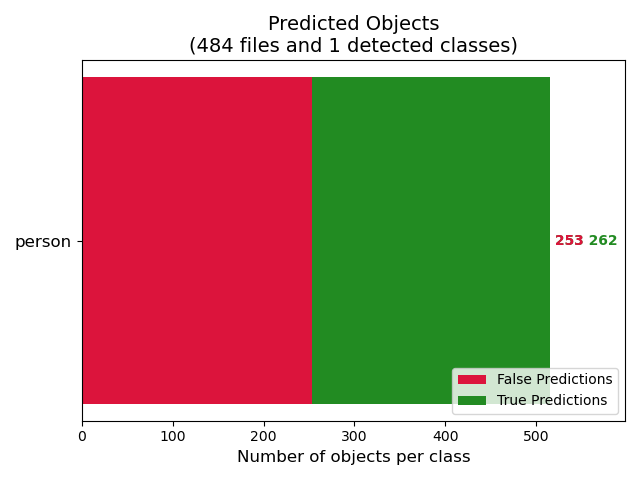 Predicted Objects
(484 files and 1 detected classes)
person
253 262
False Predictions
True Predictions
0 100 200 300 400 500
Number of objects per class